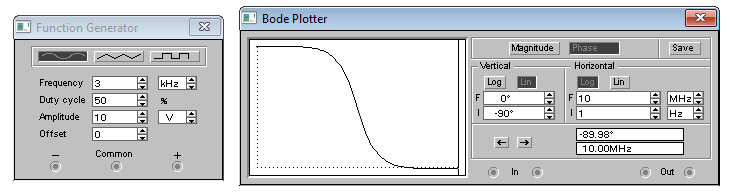 Function Generator
Frequency 3 kHz
Duty cycle 50 %
Amplitude 10 V
Offset 0
− Common +
Bode Plotter
Magnitude Phase Save
Vertical Horizontal
Log Lin Log Lin
F 0° F 10 MHz
I -90° I 1 Hz
← → -89.98°
10.00MHz
In Out